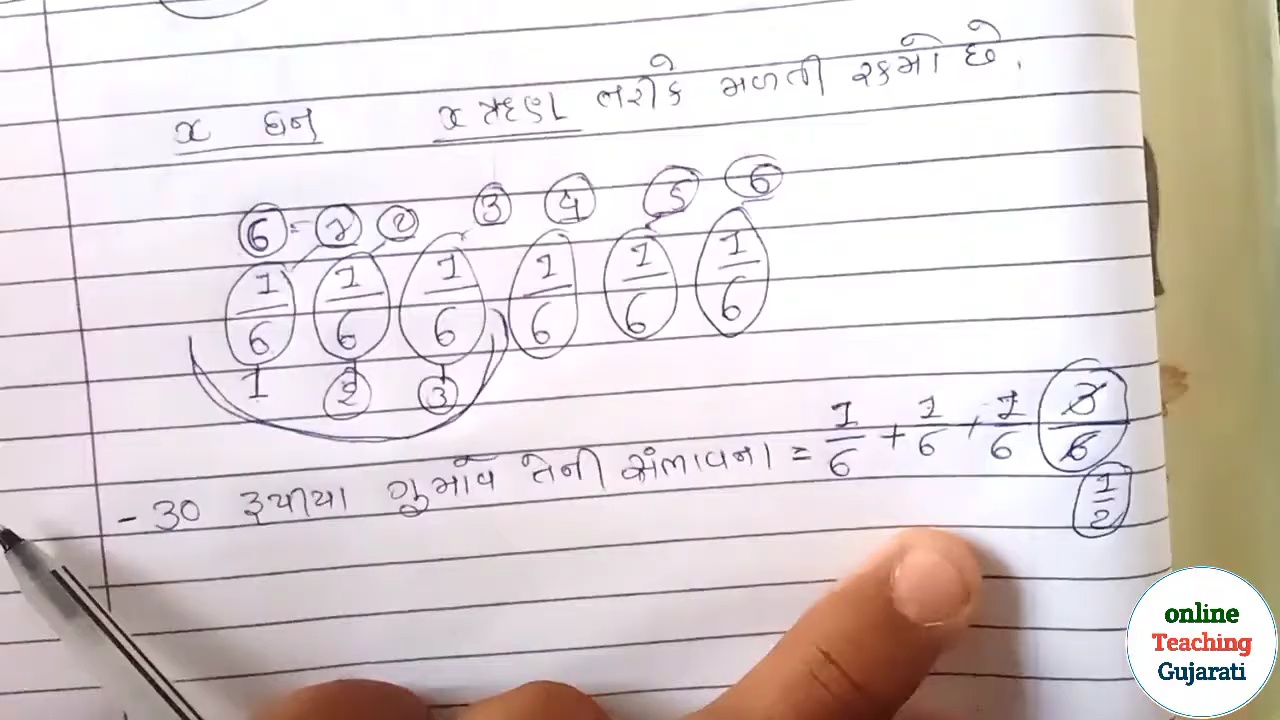 x ધન x ઋણ તરીકે મળતી રકમો છે.
6 = 1 2 3 4 5 6
1/6 1/6 1/6 1/6 1/6 1/6
1 2 3
- 30 રૂપીયા ગુમાવે તેની સંભાવના = 1/6 + 1/6 + 1/6 3/6
1/2
online
Teaching
Gujarati